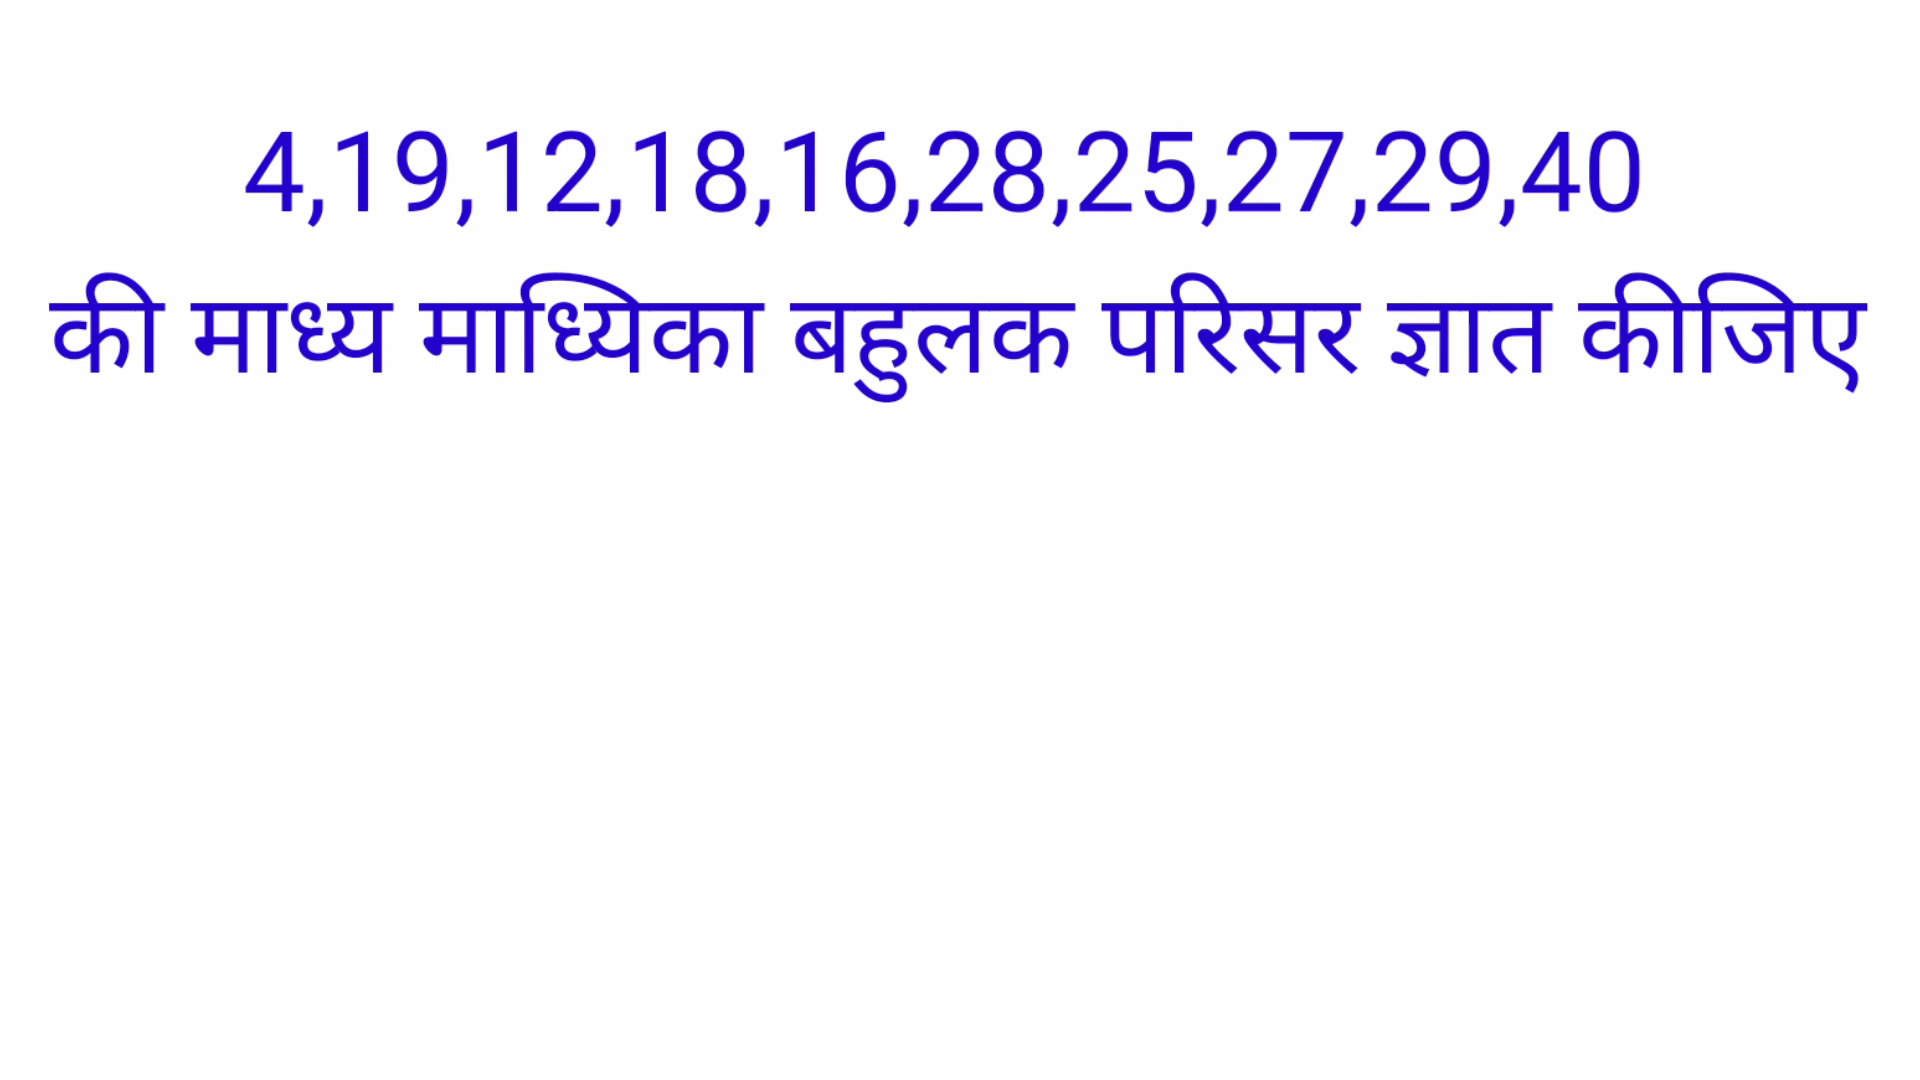 4,19,12,18,16,28,25,27,29,40
की माध्य माध्यिका बहुलक परिसर ज्ञात कीजिए